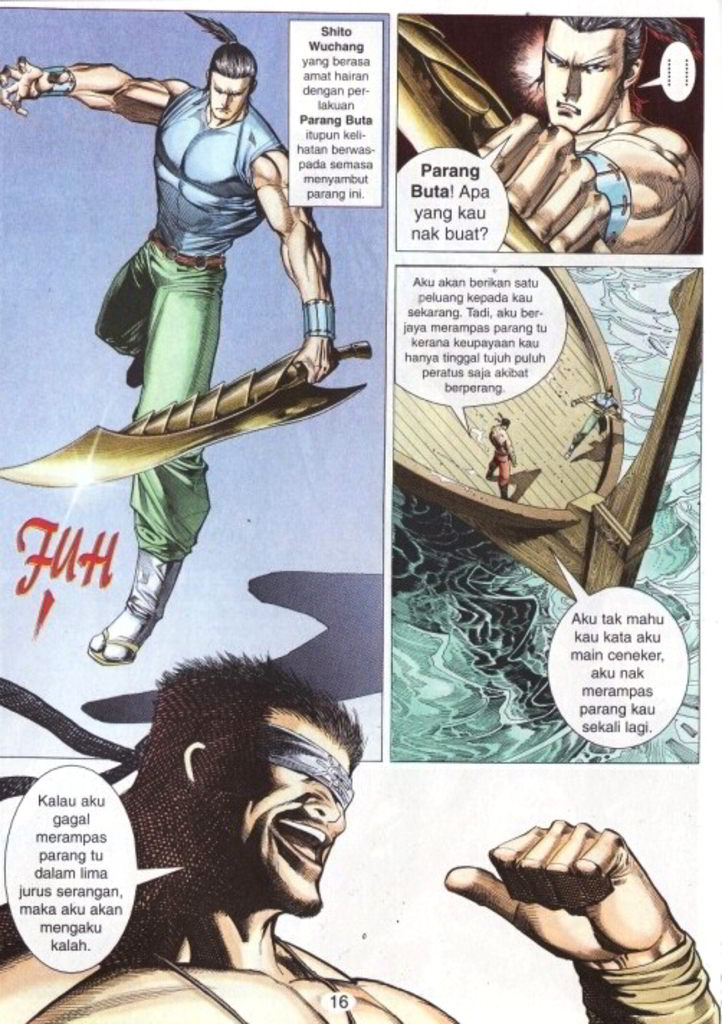 Shito
Wuchang
yang berasa
amat hairan
dengan per-
lakuan
Parang Buta
itupun keli-
hatan berwas-
pada semasa
menyambut
parang ini.
..........
Parang
Buta! Apa
yang kau
nak buat?
Aku akan berikan satu
peluang kepada kau
sekarang. Tadi, aku ber-
jaya merampas parang tu
kerana keupayaan kau
hanya tinggal tujuh puluh
peratus saja akibat
berperang.
FUH
!
Aku tak mahu
kau kata aku
main ceneker,
aku nak
merampas
parang kau
sekali lagi.
Kalau aku
gagal
merampas
parang tu
dalam lima
jurus serangan,
maka aku akan
mengaku
kalah.
16